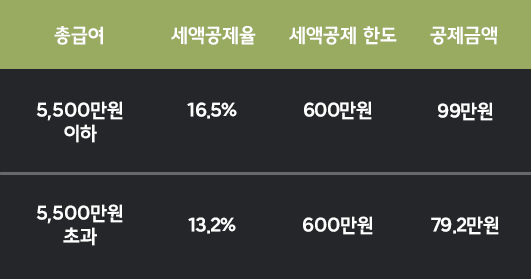 총급여 세액공제율 세액공제 한도 공제금액
5,500만원 이하 16.5% 600만원 99만원
5,500만원 초과 13.2% 600만원 79.2만원